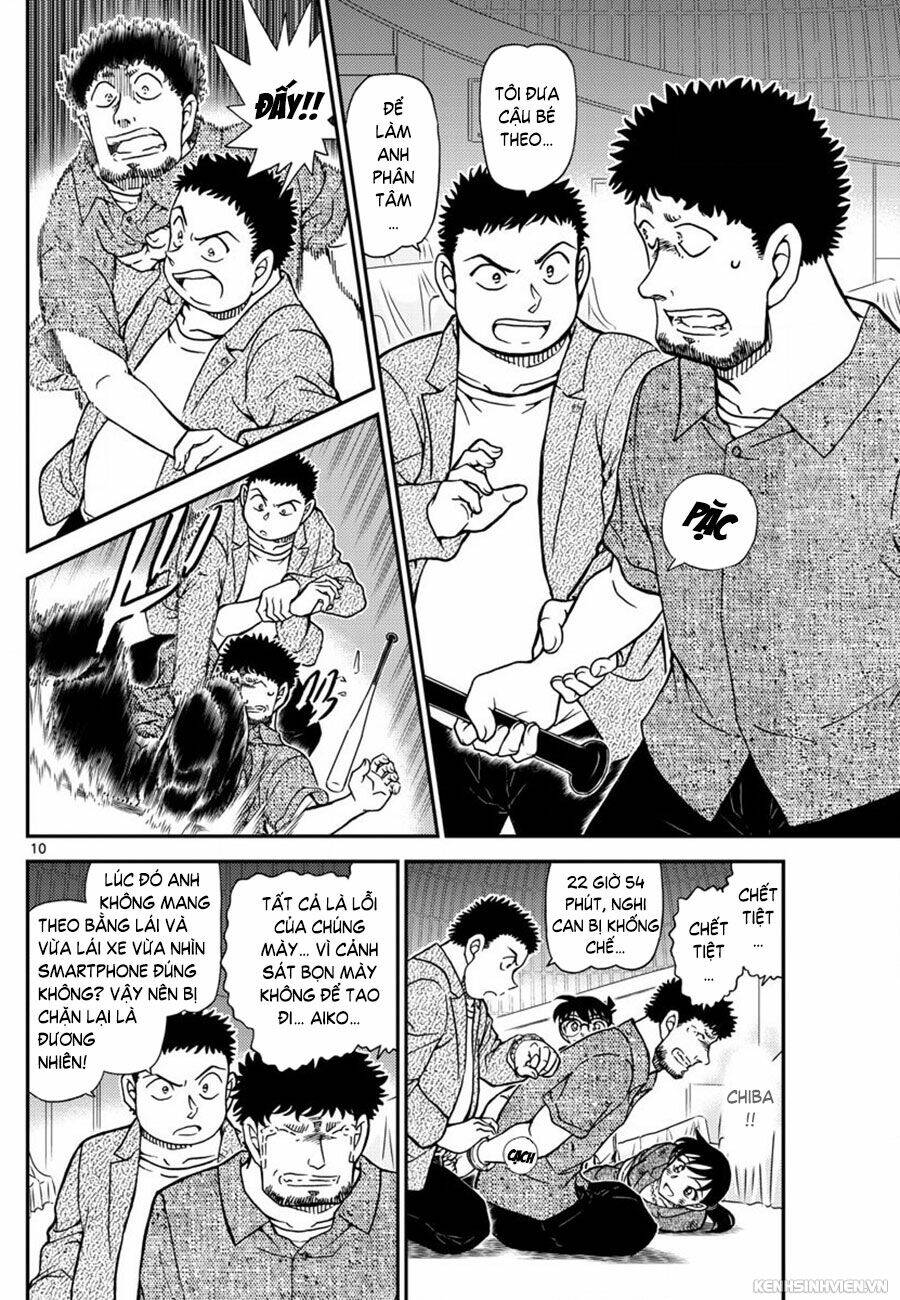 TÔI ĐƯA
CẬU BÉ
THEO...
ĐỂ
LÀM
ANH
PHÂN
TÂM
...
PẶC
ĐẤY!!
10
CHẾT
TIỆT
...
CHẾT
TIỆT
...
22 GIỜ 54
PHÚT, NGHI
CAN BỊ KHỐNG
CHẾ...
CẠCH
CHIBA
!!
TẤT CẢ LÀ LỖI
CỦA CHÚNG
MÀY... VÌ CẢNH
SÁT BỌN MÀY
KHÔNG ĐỂ TAO
ĐI... AIKO...
LÚC ĐÓ ANH
KHÔNG MANG
THEO BẰNG LÁI VÀ
VỪA LÁI XE VỪA NHÌN
SMARTPHONE ĐÚNG
KHÔNG? VẬY NÊN BỊ
CHẶN LẠI LÀ
ĐƯƠNG
NHIÊN!
KENHSINHVIEN.VN